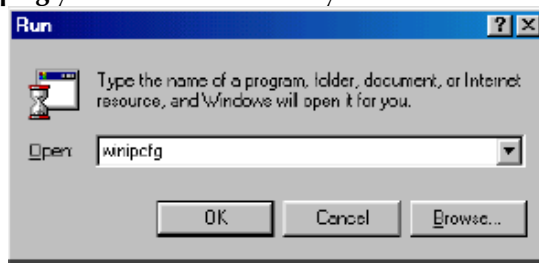 Run
Type the name of a program, folder, document, or Internet
resource, and Windows will open it for you.
Open:
winipcfg
OK
Cancel
Browse...